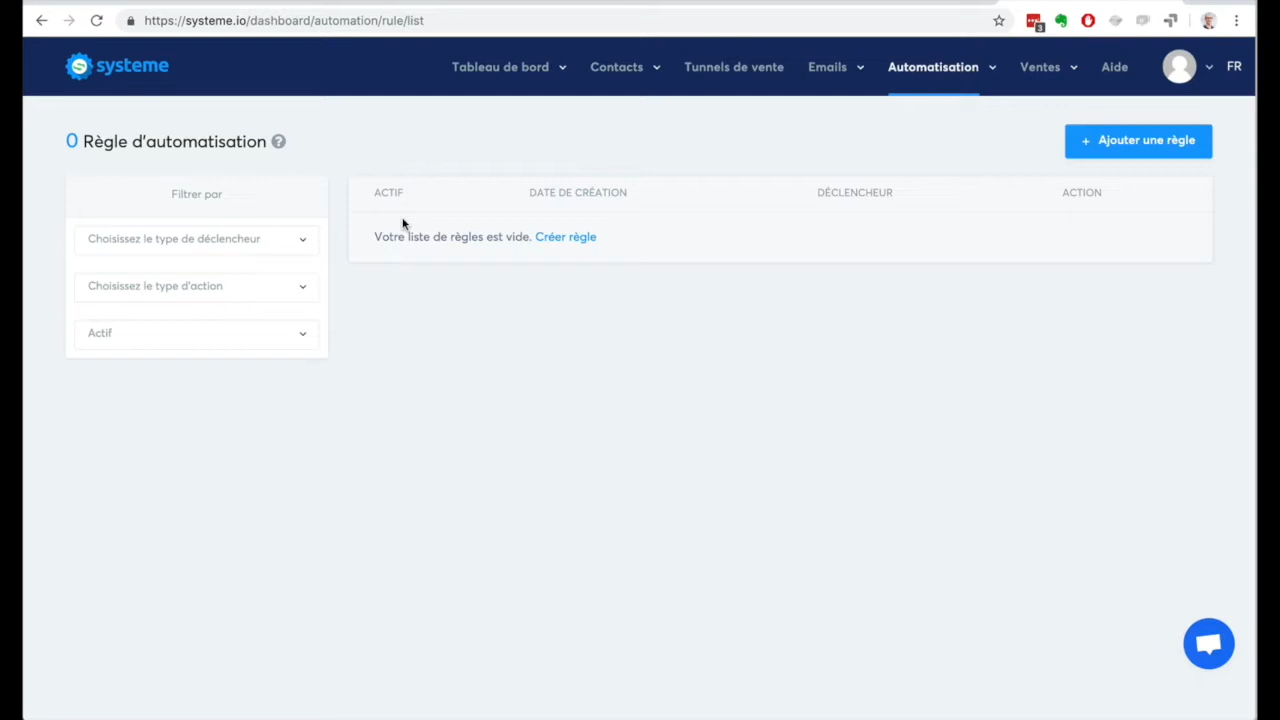 https://systeme.io/dashboard/automation/rule/list
3
systeme
Tableau de bord
Contacts
Tunnels de vente
Emails
Automatisation
Ventes
Aide
FR
0 Règle d'automatisation ?
+ Ajouter une règle
Filtrer par
Choisissez le type de déclencheur
Choisissez le type d'action
Actif
ACTIF
DATE DE CRÉATION
DÉCLENCHEUR
ACTION
Votre liste de règles est vide. Créer règle